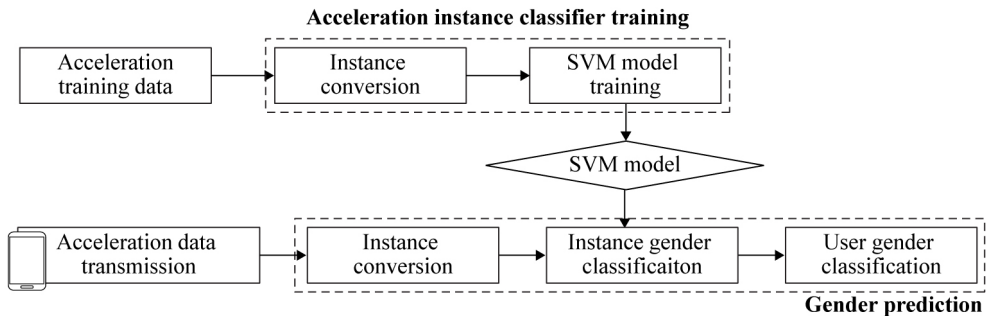 Acceleration instance classifier training
Acceleration
training data
Instance
conversion
SVM model
training
SVM model
Acceleration data
transmission
Instance
conversion
Instance gender
classificaiton
User gender
classification
Gender prediction